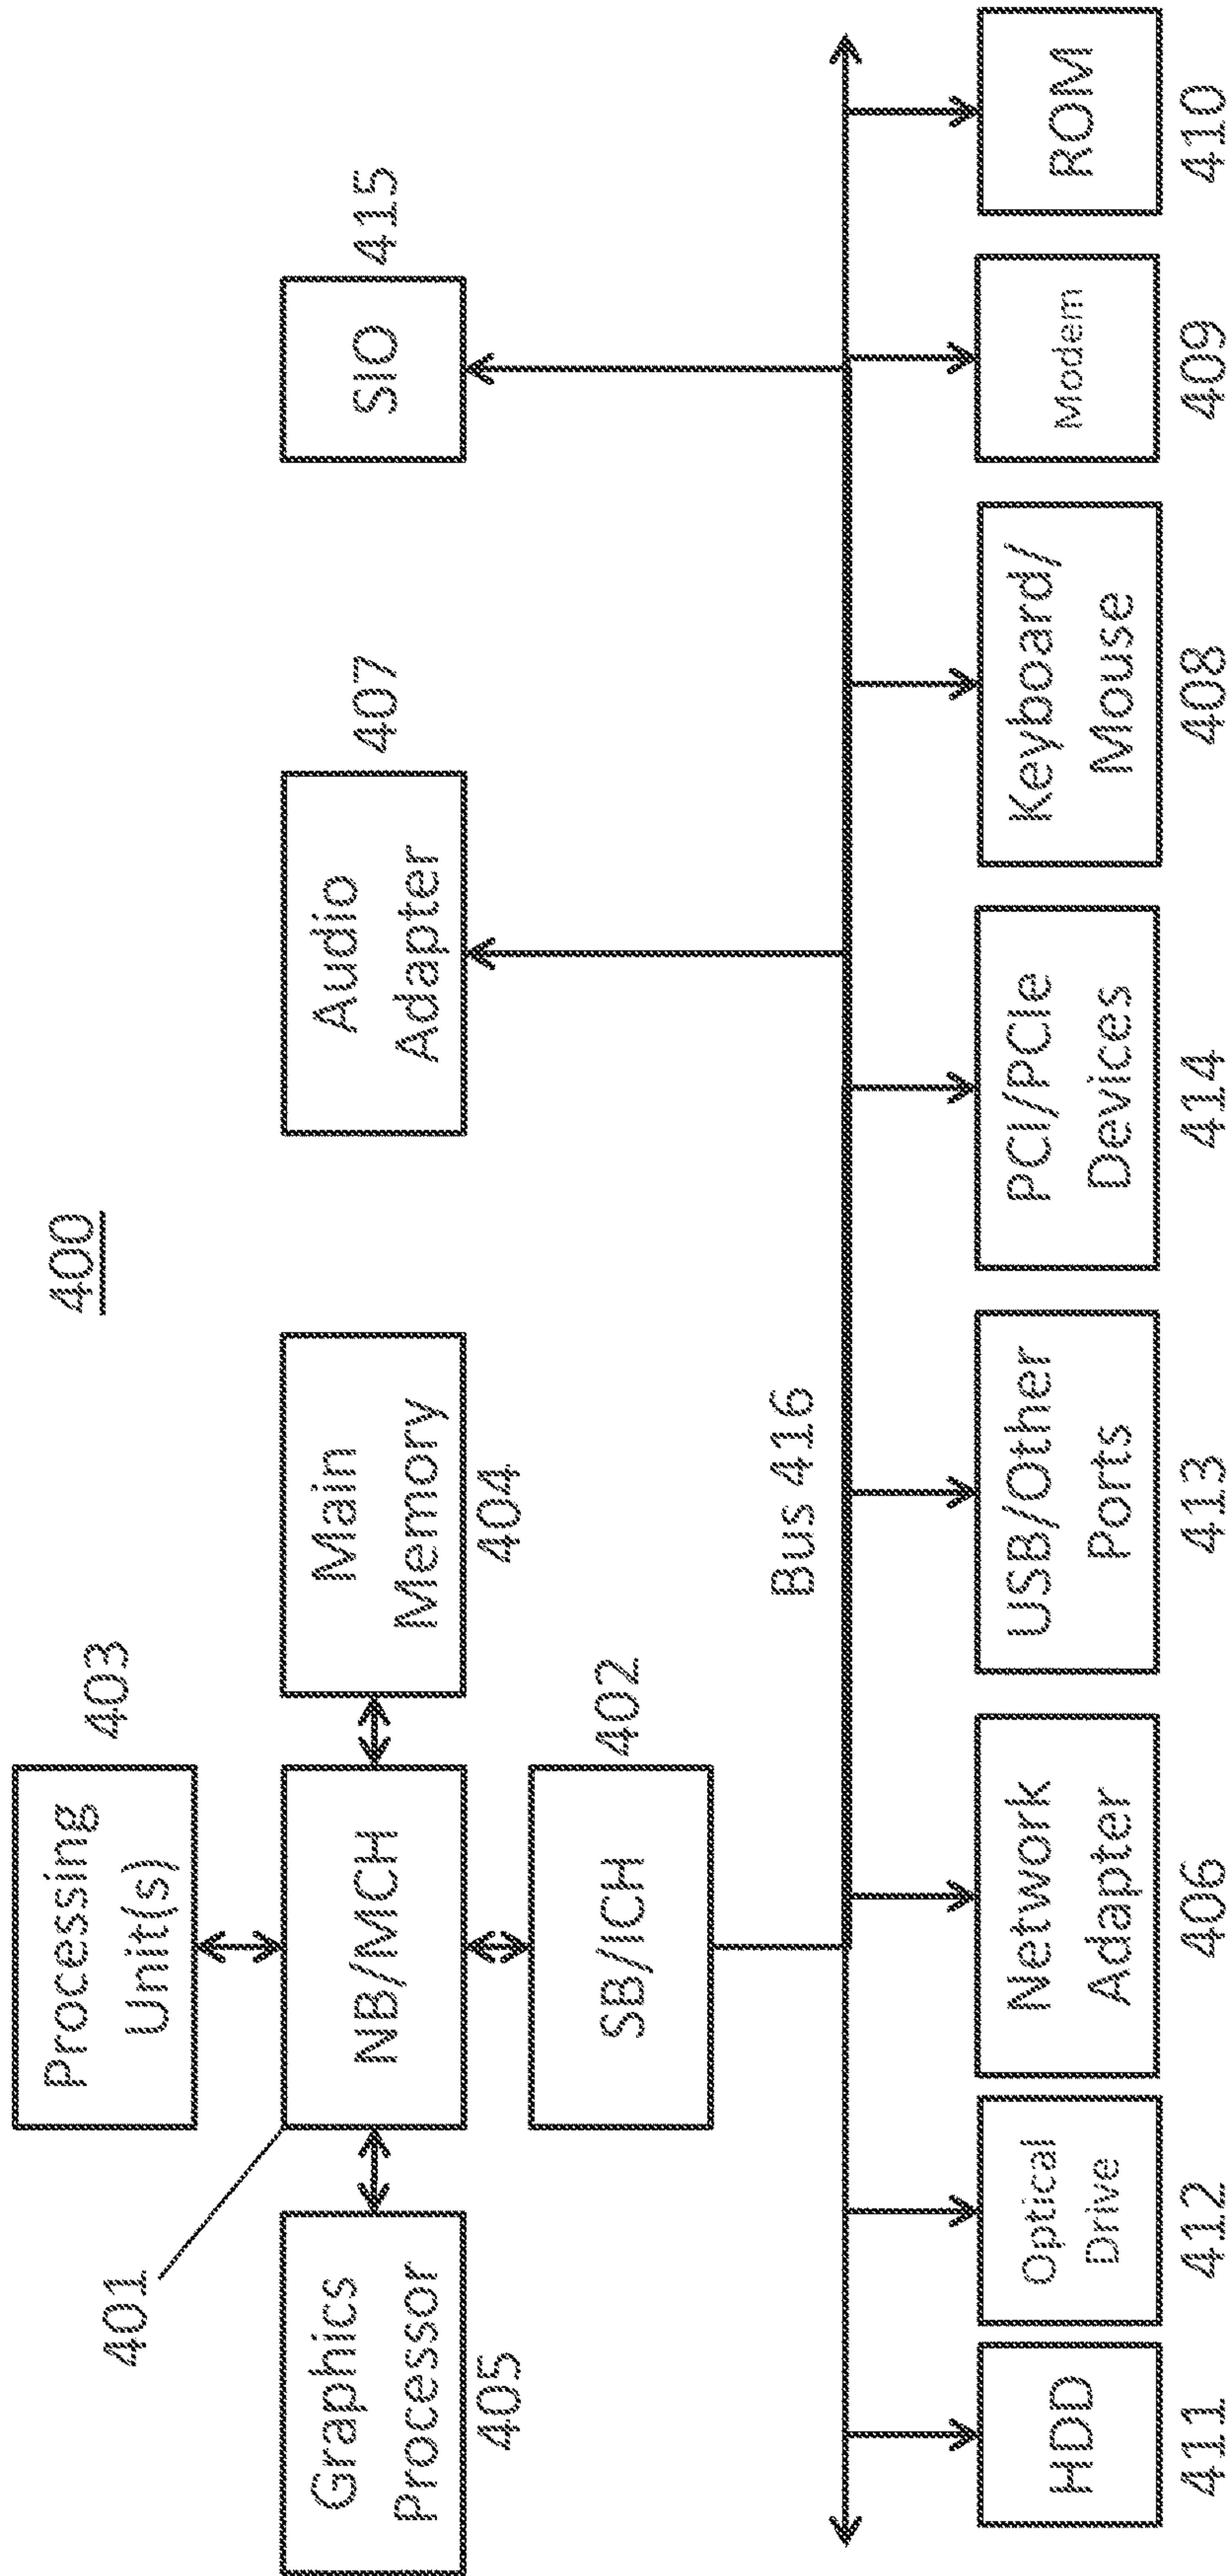 400
Processing
Unit(s)
403
401
Graphics
Processor
405
NB/MCH
Main
Memory
404
Audio
Adapter
407
SIO
415
SB/ICH
402
Bus 416
HDD
411
Optical
Drive
412
Network
Adapter
406
USB/Other
Ports
413
PCI/PCIe
Devices
414
Keyboard/
Mouse
408
Modem
409
ROM
410